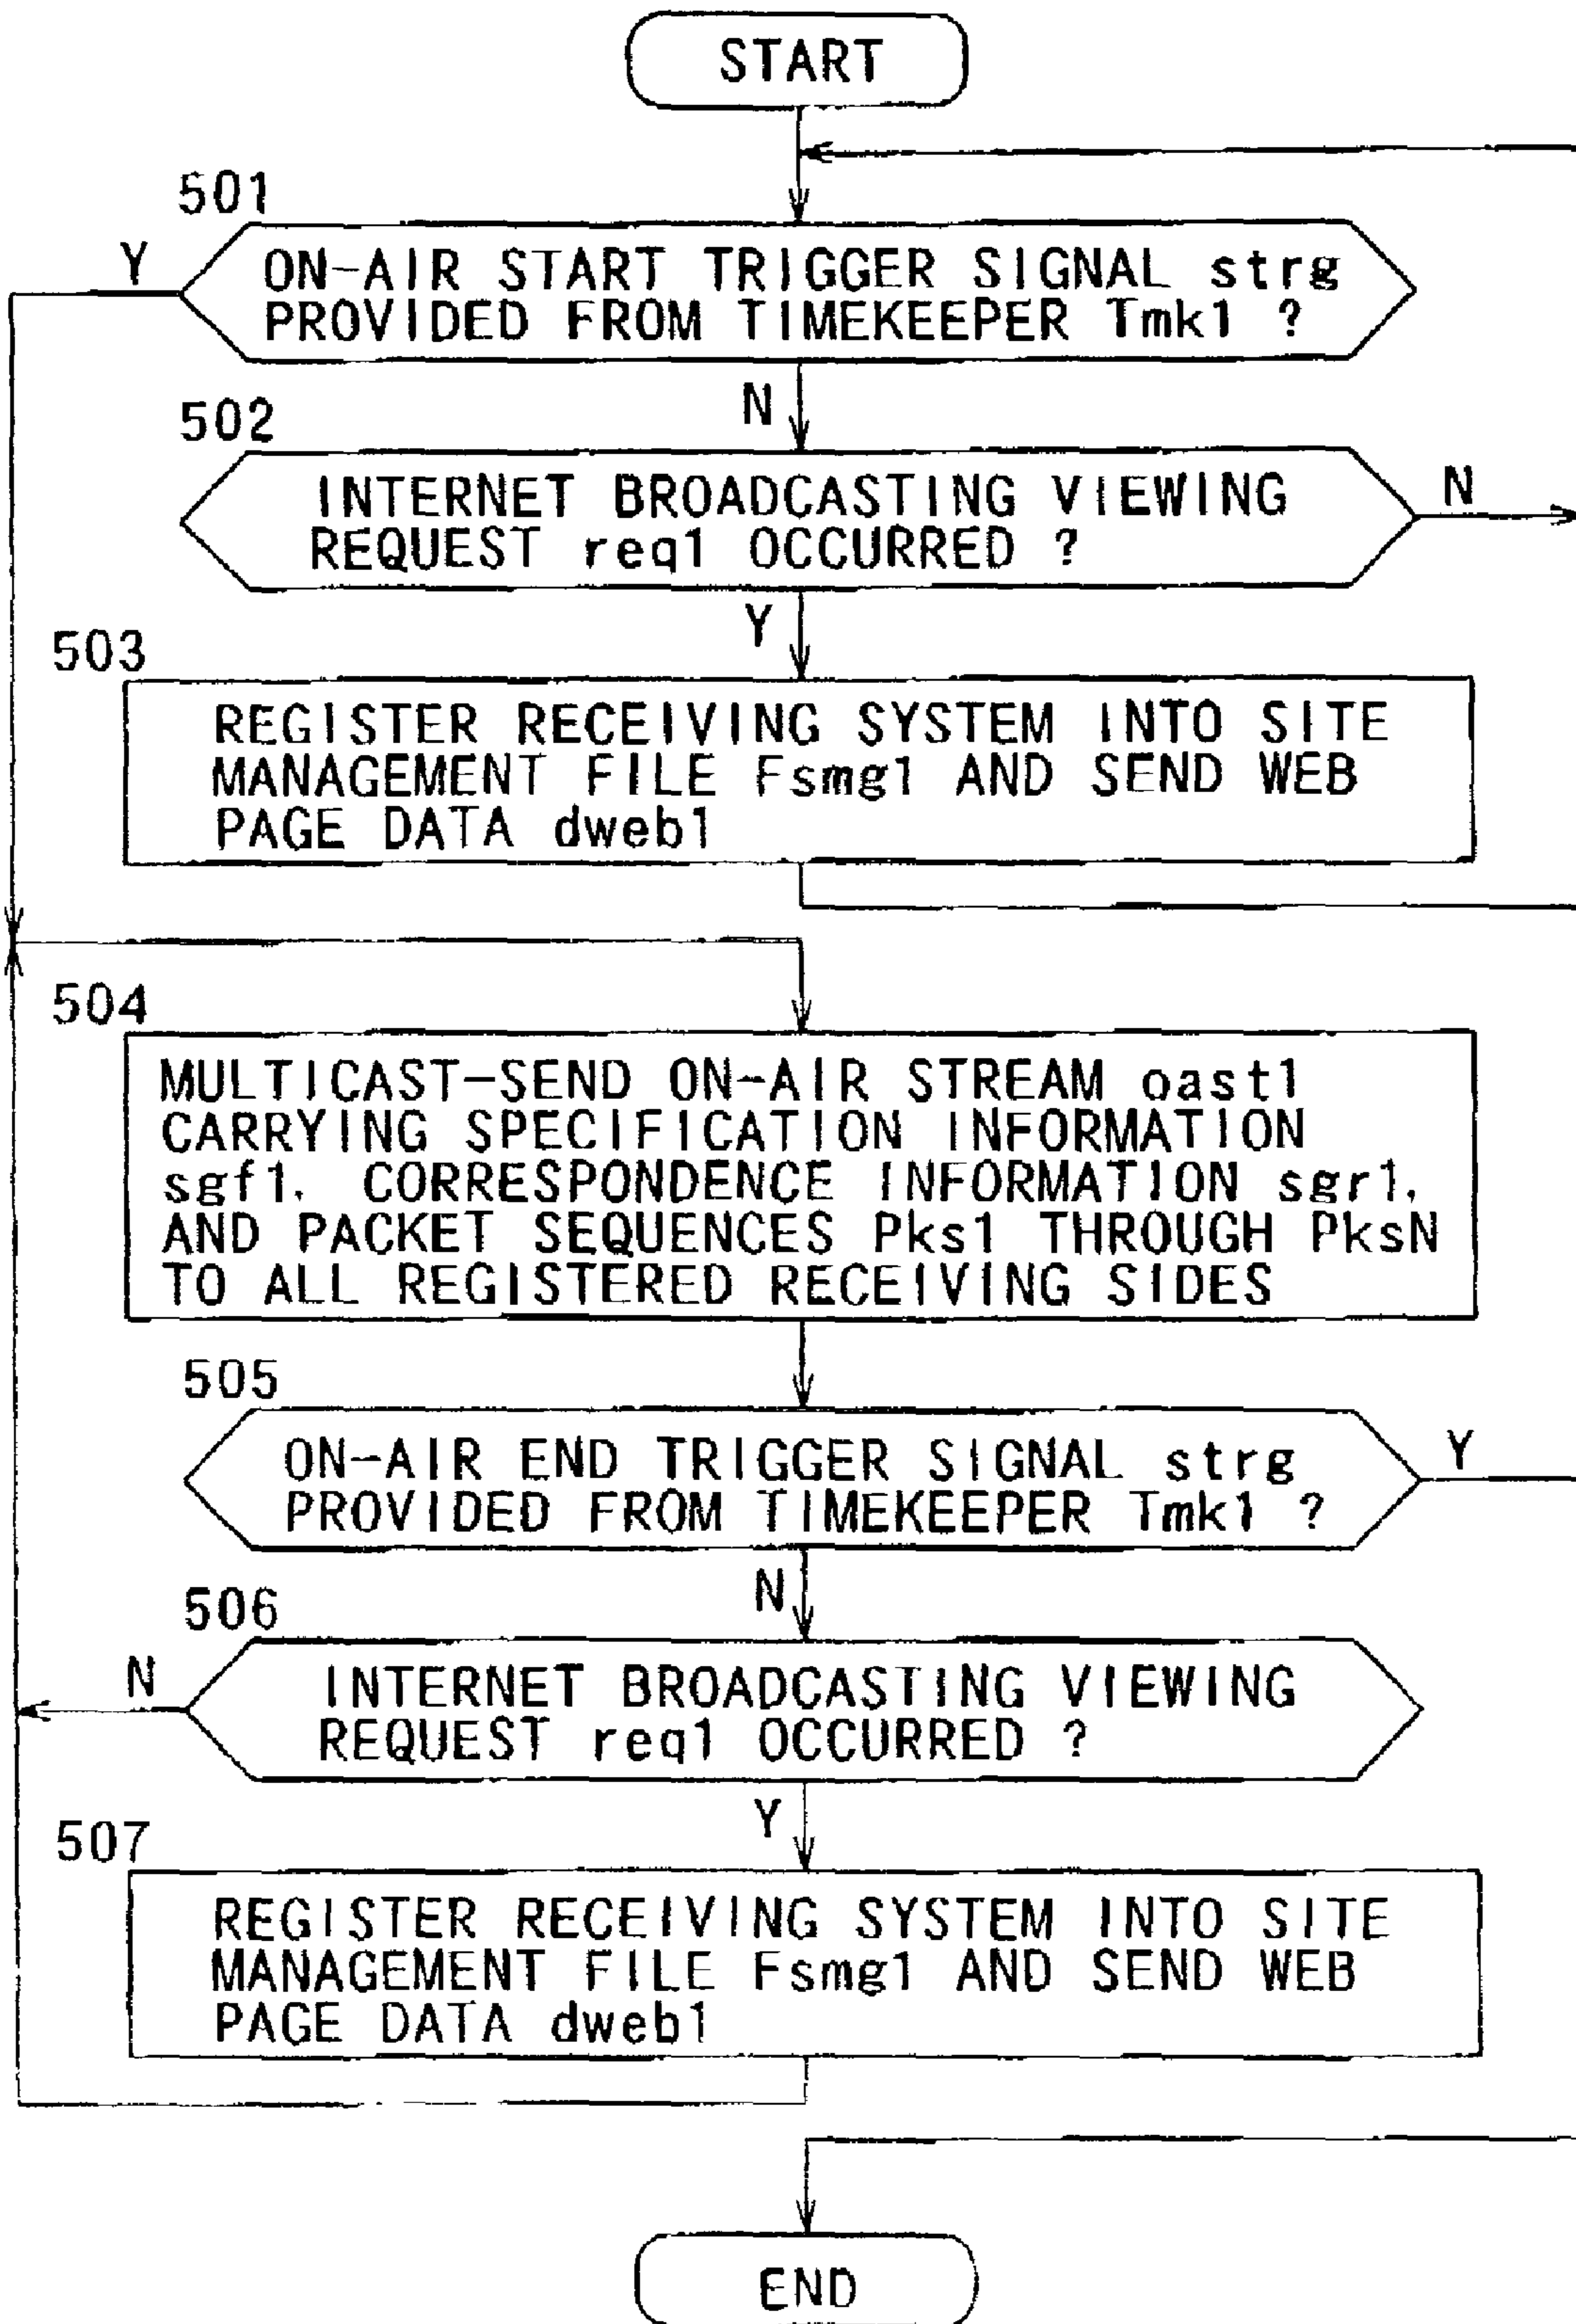 START
501
Y
ON-AIR START TRIGGER SIGNAL strg
PROVIDED FROM TIMEKEEPER Tmk1 ?
N
502
INTERNET BROADCASTING VIEWING
REQUEST req1 OCCURRED ?
N
Y
503
REGISTER RECEIVING SYSTEM INTO SITE
MANAGEMENT FILE Fsmg1 AND SEND WEB
PAGE DATA dweb1
504
MULTICAST-SEND ON-AIR STREAM oast1
CARRYING SPECIFICATION INFORMATION
sgf1, CORRESPONDENCE INFORMATION sgr1,
AND PACKET SEQUENCES Pks1 THROUGH PksN
TO ALL REGISTERED RECEIVING SIDES
505
ON-AIR END TRIGGER SIGNAL strg
PROVIDED FROM TIMEKEEPER Tmk1 ?
Y
N
506
N
INTERNET BROADCASTING VIEWING
REQUEST req1 OCCURRED ?
Y
507
REGISTER RECEIVING SYSTEM INTO SITE
MANAGEMENT FILE Fsmg1 AND SEND WEB
PAGE DATA dweb1
END